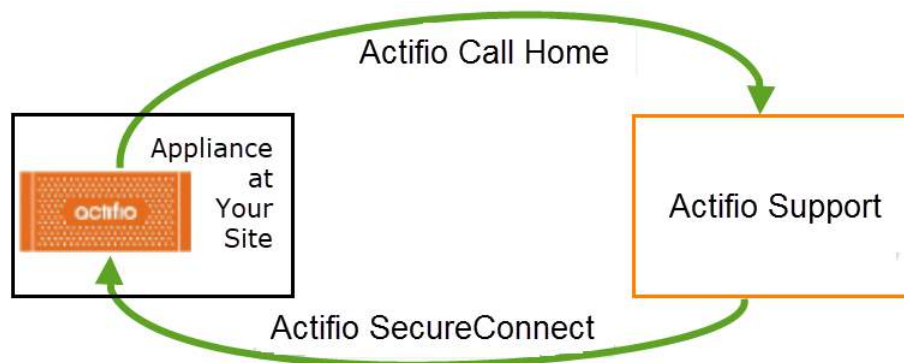 Actifio Call Home
Appliance
at
Your
Site
actifio
Actifio Support
Actifio SecureConnect